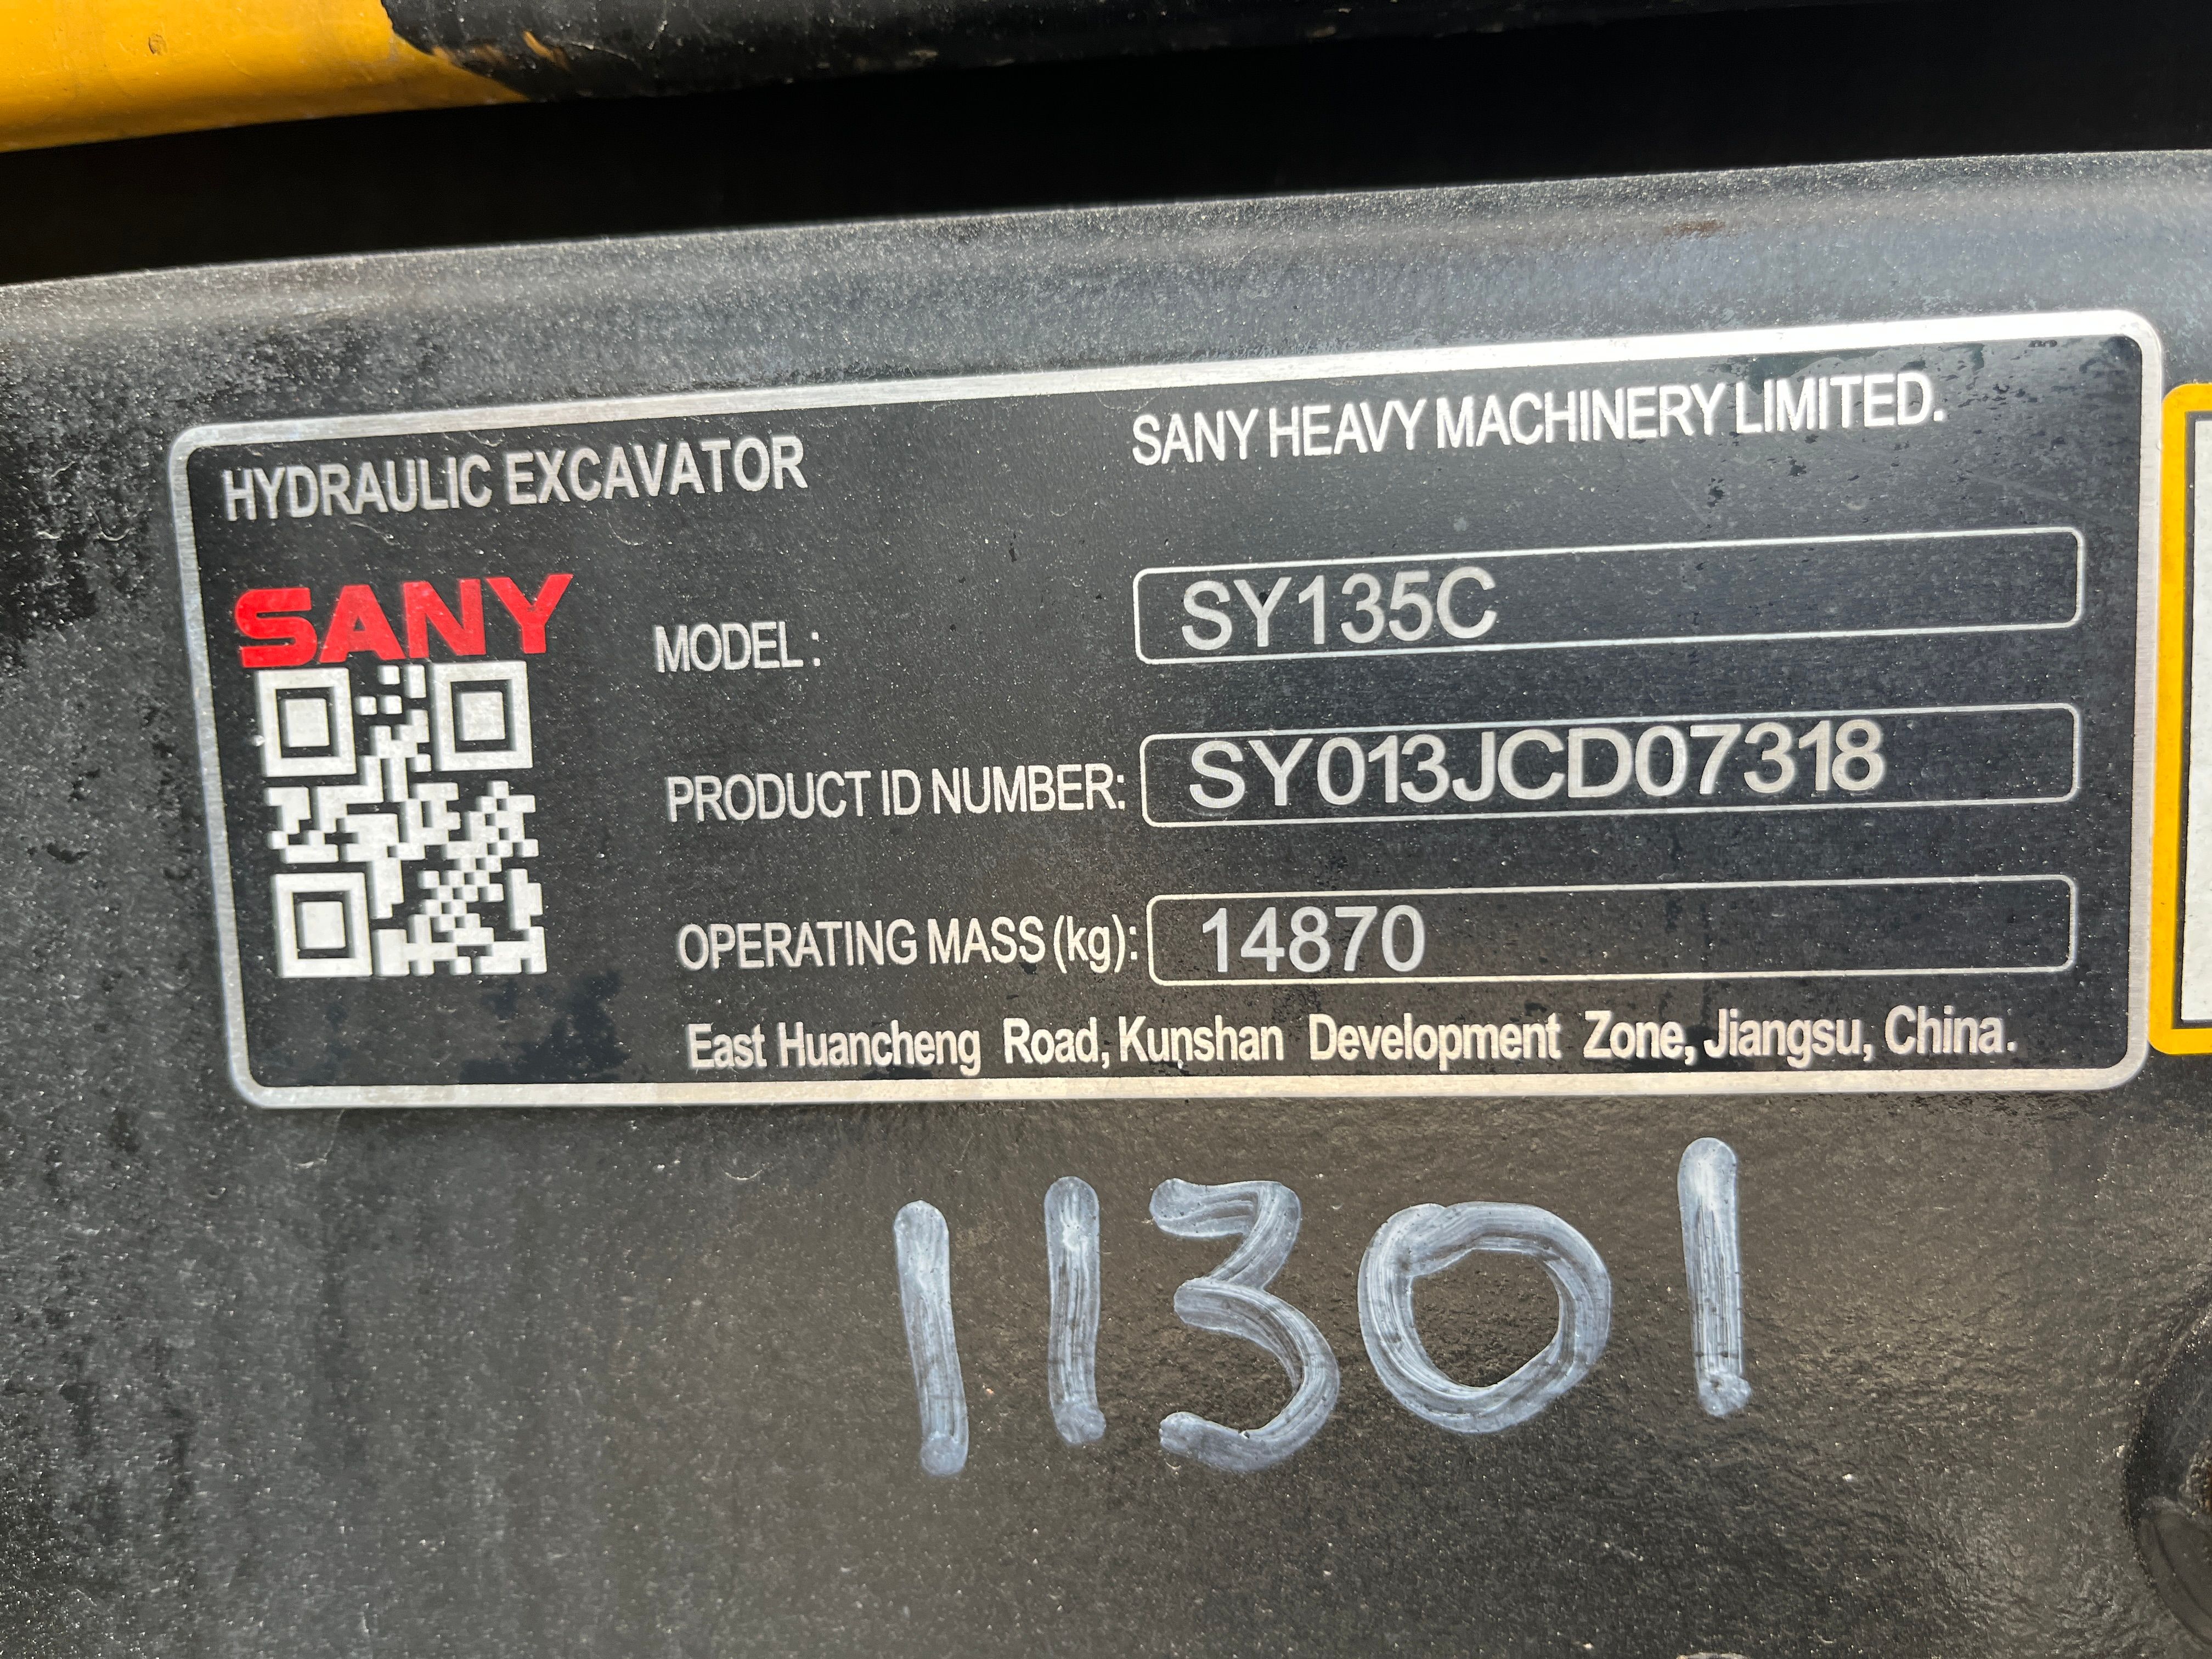 HYDRAULIC EXCAVATOR
SANY HEAVY MACHINERY LIMITED.
SANY
MODEL: SY135C
PRODUCT ID NUMBER: SY013JCD07318
OPERATING MASS (kg): 14870
East Huancheng Road, Kunshan Development Zone, Jiangsu, China.
11301